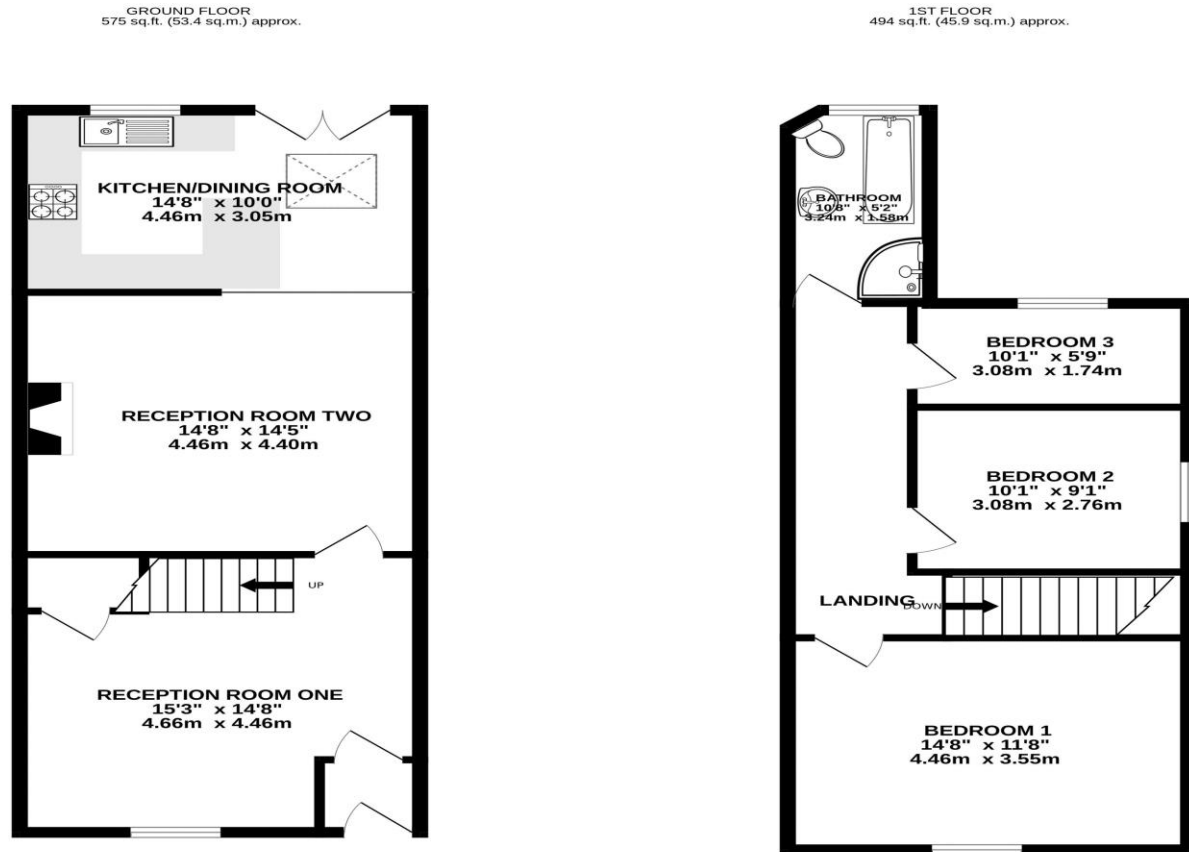 GROUND FLOOR
575 sq.ft. (53.4 sq.m.) approx.
KITCHEN/DINING ROOM
14'8" x 10'0"
4.46m x 3.05m
RECEPTION ROOM TWO
14'8" x 14'5"
4.46m x 4.40m
UP
RECEPTION ROOM ONE
15'3" x 14'8"
4.66m x 4.46m
1ST FLOOR
494 sq.ft. (45.9 sq.m.) approx.
BATHROOM
10'8" x 5'2"
3.24m x 1.58m
BEDROOM 3
10'1" x 5'9"
3.08m x 1.74m
BEDROOM 2
10'1" x 9'1"
3.08m x 2.76m
LANDING
DOWN
BEDROOM 1
14'8" x 11'8"
4.46m x 3.55m